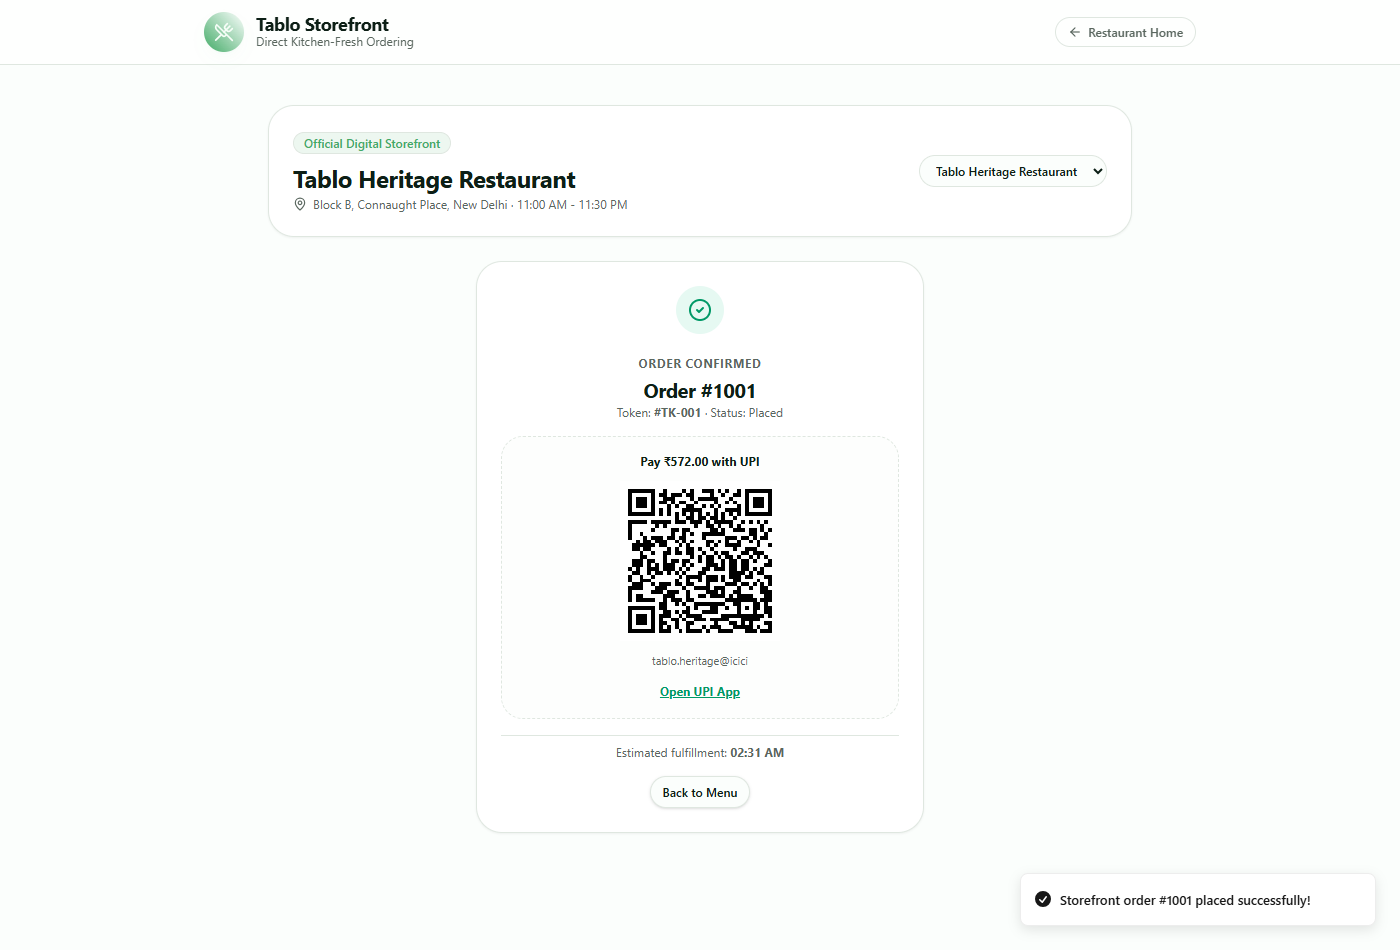 Tablo Storefront
Direct Kitchen-Fresh Ordering
Restaurant Home
Official Digital Storefront
Tablo Heritage Restaurant
Block B, Connaught Place, New Delhi · 11:00 AM - 11:30 PM
Tablo Heritage Restaurant
ORDER CONFIRMED
Order #1001
Token: #TK-001 · Status: Placed
Pay ₹572.00 with UPI
tablo.heritage@icici
Open UPI App
Estimated fulfillment: 02:31 AM
Back to Menu
Storefront order #1001 placed successfully!